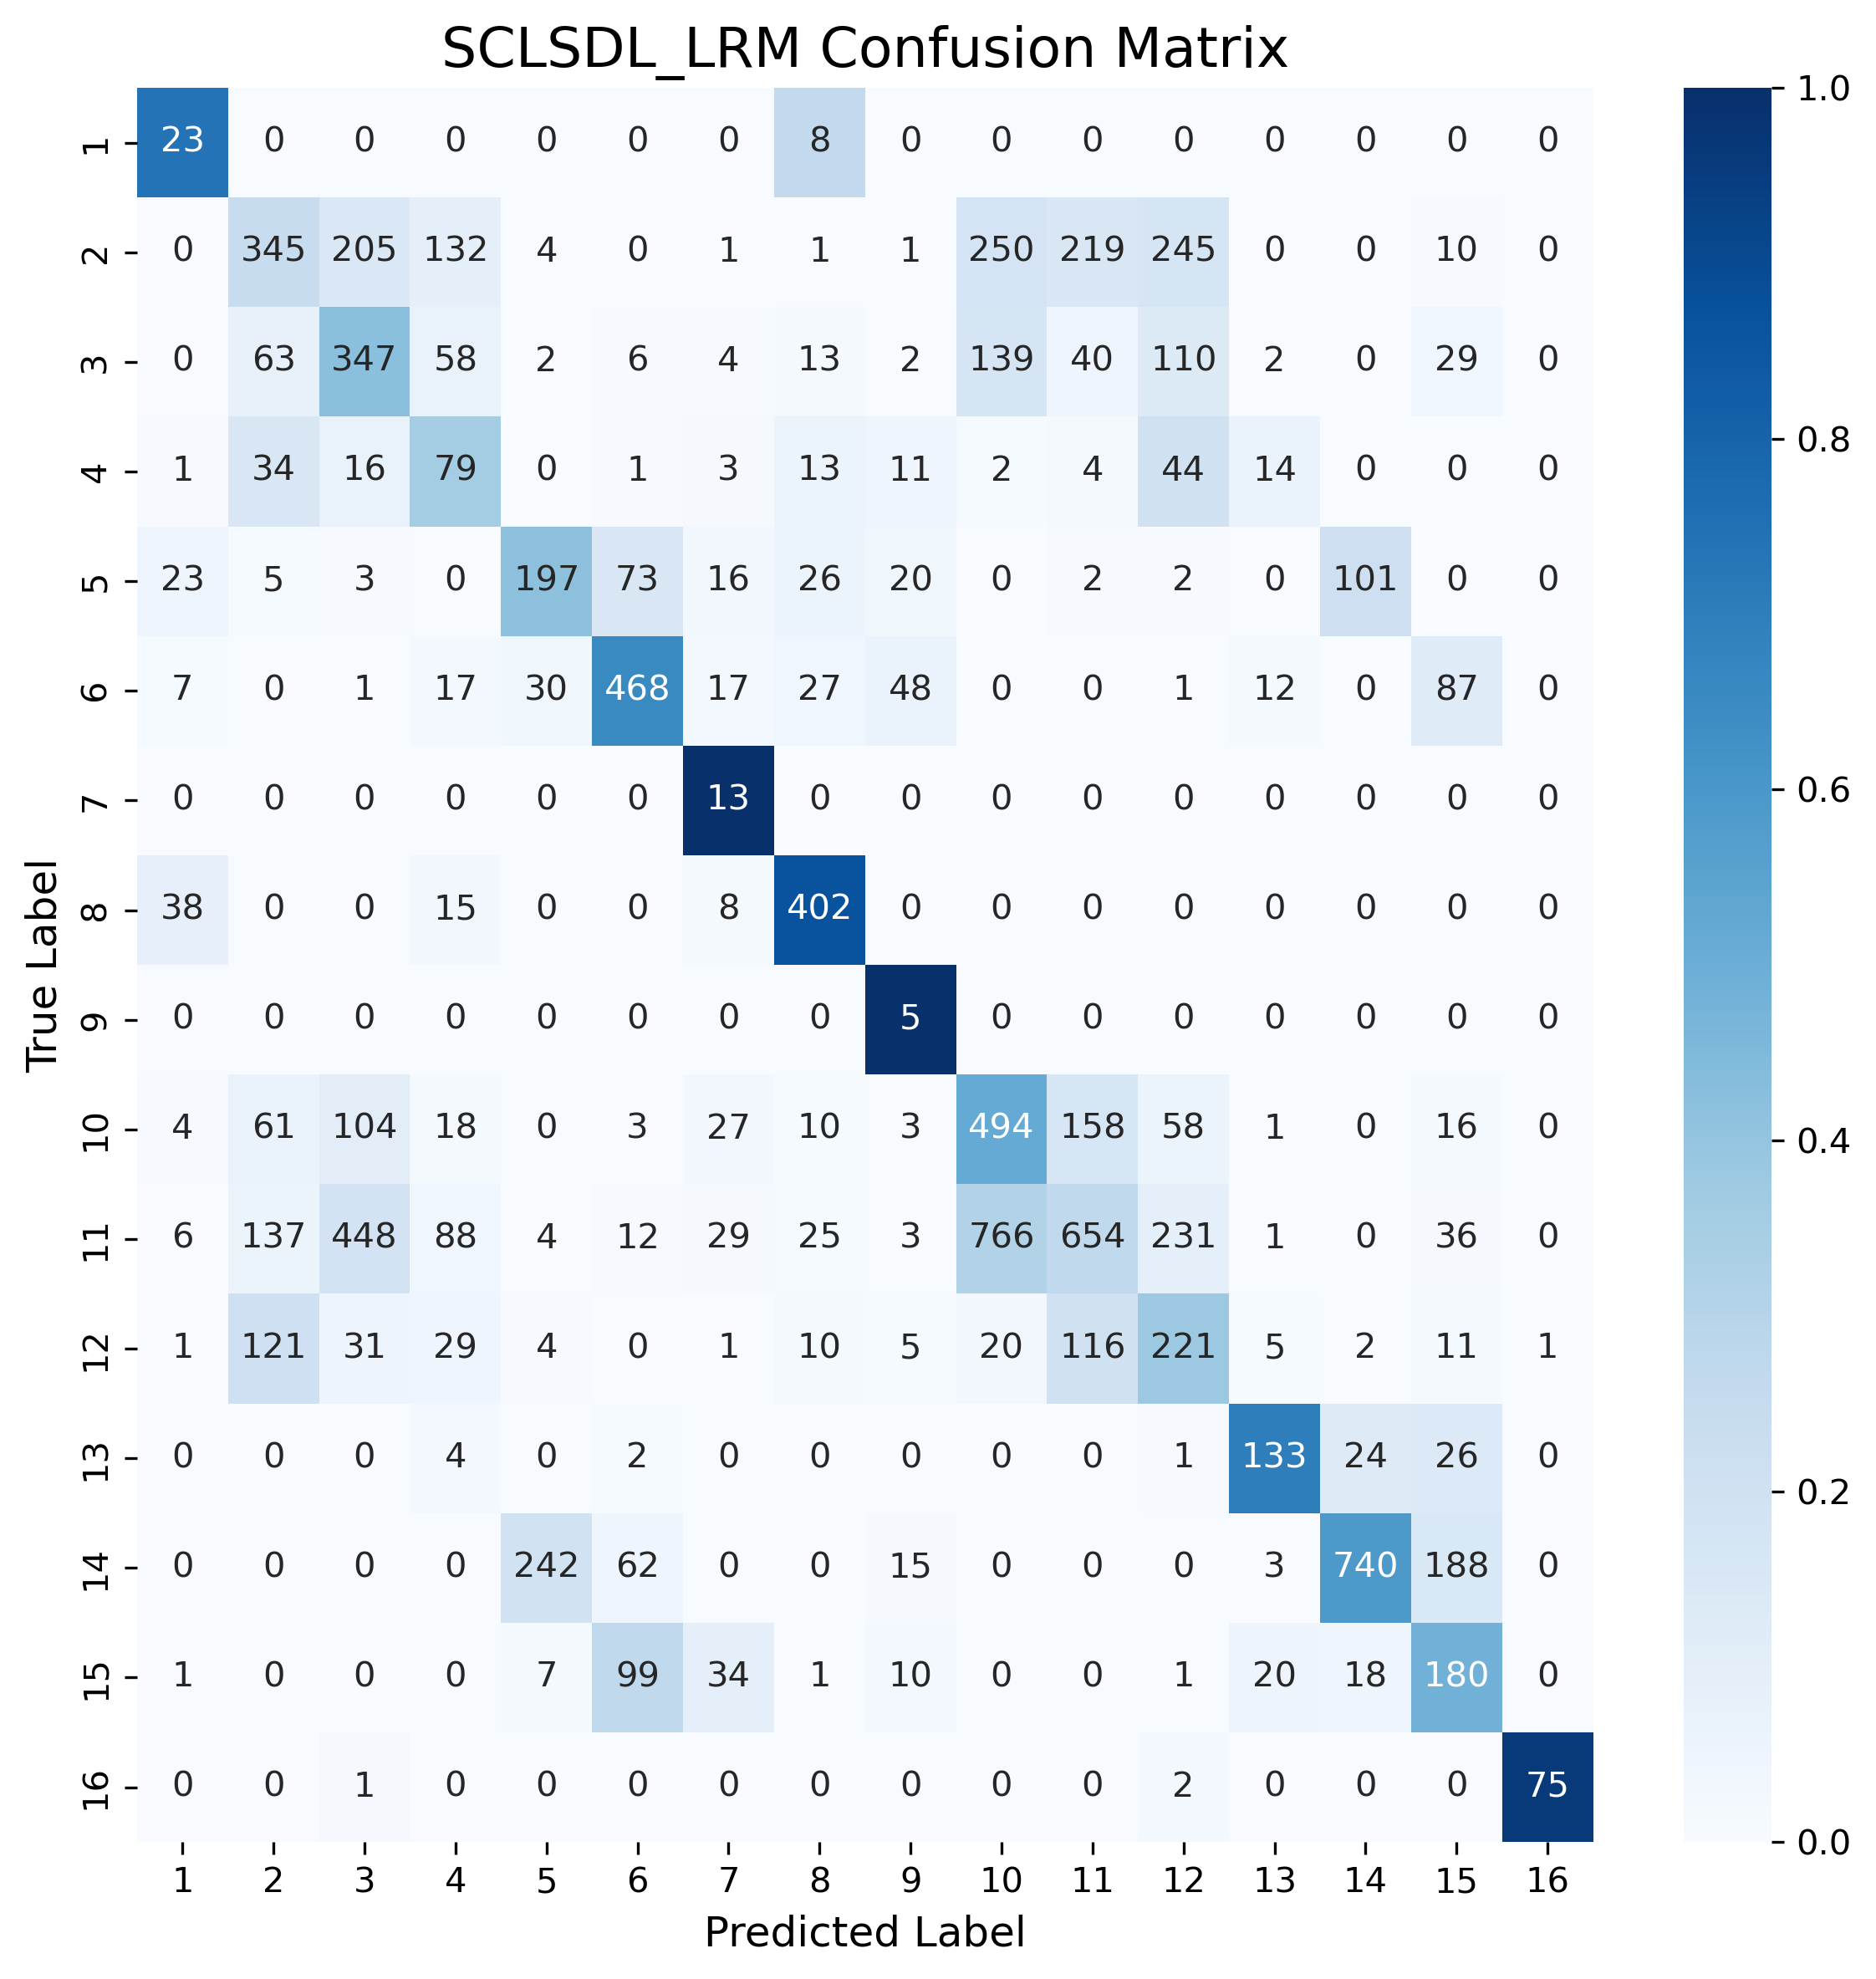 SCLSDL_LRM Confusion Matrix
1 23 0 0 0 0 0 0 8 0 0 0 0 0 0 0 0
2 0 345 205 132 4 0 1 1 1 250 219 245 0 0 10 0
3 0 63 347 58 2 6 4 13 2 139 40 110 2 0 29 0
4 1 34 16 79 0 1 3 13 11 2 4 44 14 0 0 0
5 23 5 3 0 197 73 16 26 20 0 2 2 0 101 0 0
6 7 0 1 17 30 468 17 27 48 0 0 1 12 0 87 0
7 0 0 0 0 0 0 13 0 0 0 0 0 0 0 0 0
8 38 0 0 15 0 0 8 402 0 0 0 0 0 0 0 0
9 0 0 0 0 0 0 0 0 5 0 0 0 0 0 0 0
10 4 61 104 18 0 3 27 10 3 494 158 58 1 0 16 0
11 6 137 448 88 4 12 29 25 3 766 654 231 1 0 36 0
12 1 121 31 29 4 0 1 10 5 20 116 221 5 2 11 1
13 0 0 0 4 0 2 0 0 0 0 0 1 133 24 26 0
14 0 0 0 0 242 62 0 0 15 0 0 0 3 740 188 0
15 1 0 0 0 7 99 34 1 10 0 0 1 20 18 180 0
16 0 0 1 0 0 0 0 0 0 0 0 2 0 0 0 75
1 2 3 4 5 6 7 8 9 10 11 12 13 14 15 16
True Label
Predicted Label
1.0
0.8
0.6
0.4
0.2
0.0